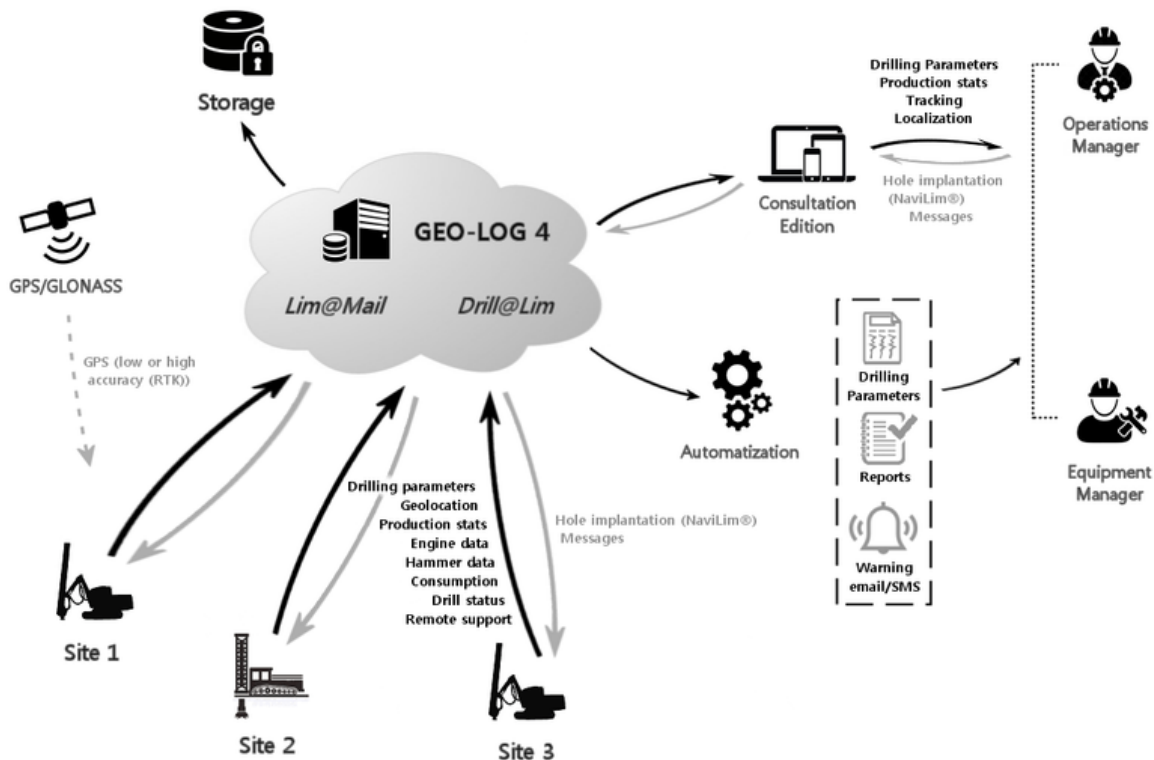 Storage
GPS/GLONASS
GPS (low or high
accuracy (RTK))
GEO-LOG 4
Lim@Mail
Drill@Lim
Drilling Parameters
Production stats
Tracking
Localization
Consultation
Edition
Hole implantation
(NaviLim®)
Messages
Operations
Manager
Automatization
Drilling
Parameters
Reports
Warning
email/SMS
Equipment
Manager
Drilling parameters
Geolocation
Production stats
Engine data
Hammer data
Consumption
Drill status
Remote support
Hole implantation (NaviLim®)
Messages
Site 1
Site 2
Site 3